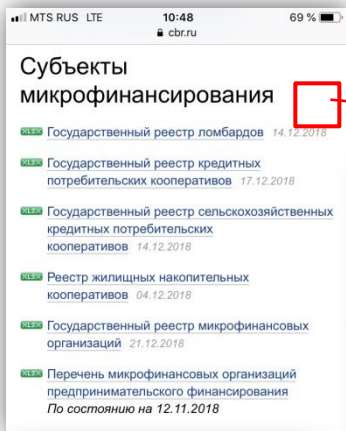 MTS RUS LTE 10:48 69 %
cbr.ru
Субъекты
микрофинансирования
XLSX Государственный реестр ломбардов 14.12.2018
XLSX Государственный реестр кредитных
потребительских кооперативов 17.12.2018
XLSX Государственный реестр сельскохозяйственных
кредитных потребительских
кооперативов 14.12.2018
XLSX Реестр жилищных накопительных
кооперативов 04.12.2018
XLSX Государственный реестр микрофинансовых
организаций 21.12.2018
XLSX Перечень микрофинансовых организаций
предпринимательского финансирования
По состоянию на 12.11.2018